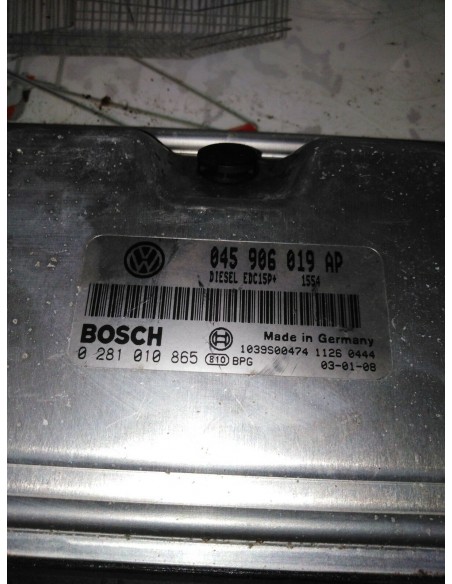 045 906 019 AP
DIESEL EDC15P+ 1554
BOSCH
Made in Germany
1039S00474 1126 0444
0 281 010 865 810 BPG 03-01-08